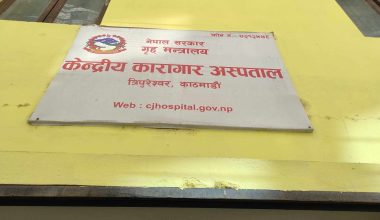 नेपाल सरकार
गृह मन्त्रालय
केन्द्रीय कारागार अस्पताल
त्रिपुरेश्वर, काठमाडौं
Web : cjhospital.gov.np